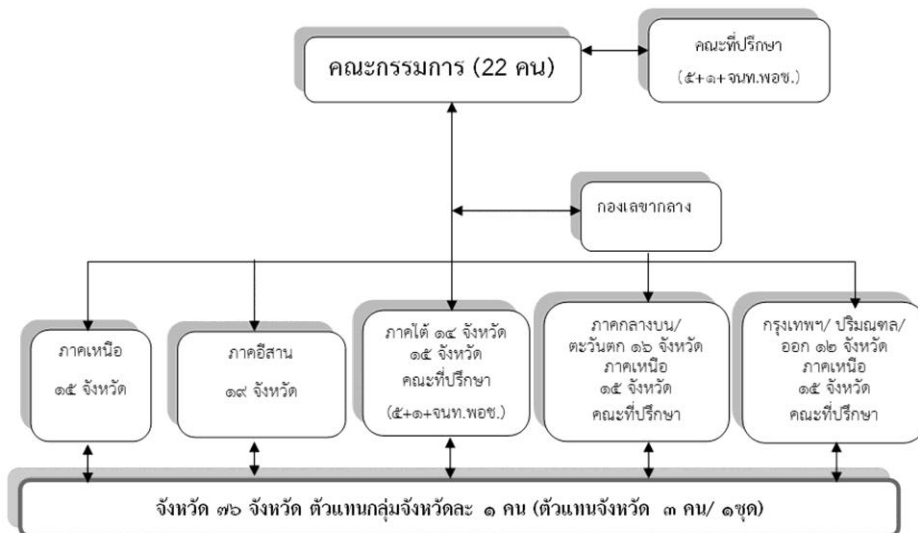 คณะกรรมการ (22 คน)
คณะที่ปรึกษา
(๕+๑+จนท.พอช.)
กองเลขากลาง
ภาคเหนือ
๑๕ จังหวัด
ภาคอีสาน
๑๙ จังหวัด
ภาคใต้ ๑๔ จังหวัด
๑๕ จังหวัด
คณะที่ปรึกษา
(๕+๑+จนท.พอช.)
ภาคกลางบน/
ตะวันตก ๑๖ จังหวัด
ภาคเหนือ
๑๕ จังหวัด
คณะที่ปรึกษา
กรุงเทพฯ/ ปริมณฑล/
ออก ๑๒ จังหวัด
ภาคเหนือ
๑๕ จังหวัด
คณะที่ปรึกษา
จังหวัด ๗๖ จังหวัด ตัวแทนกลุ่มจังหวัดละ ๑ คน (ตัวแทนจังหวัด ๓ คน/ ๑ชุด)